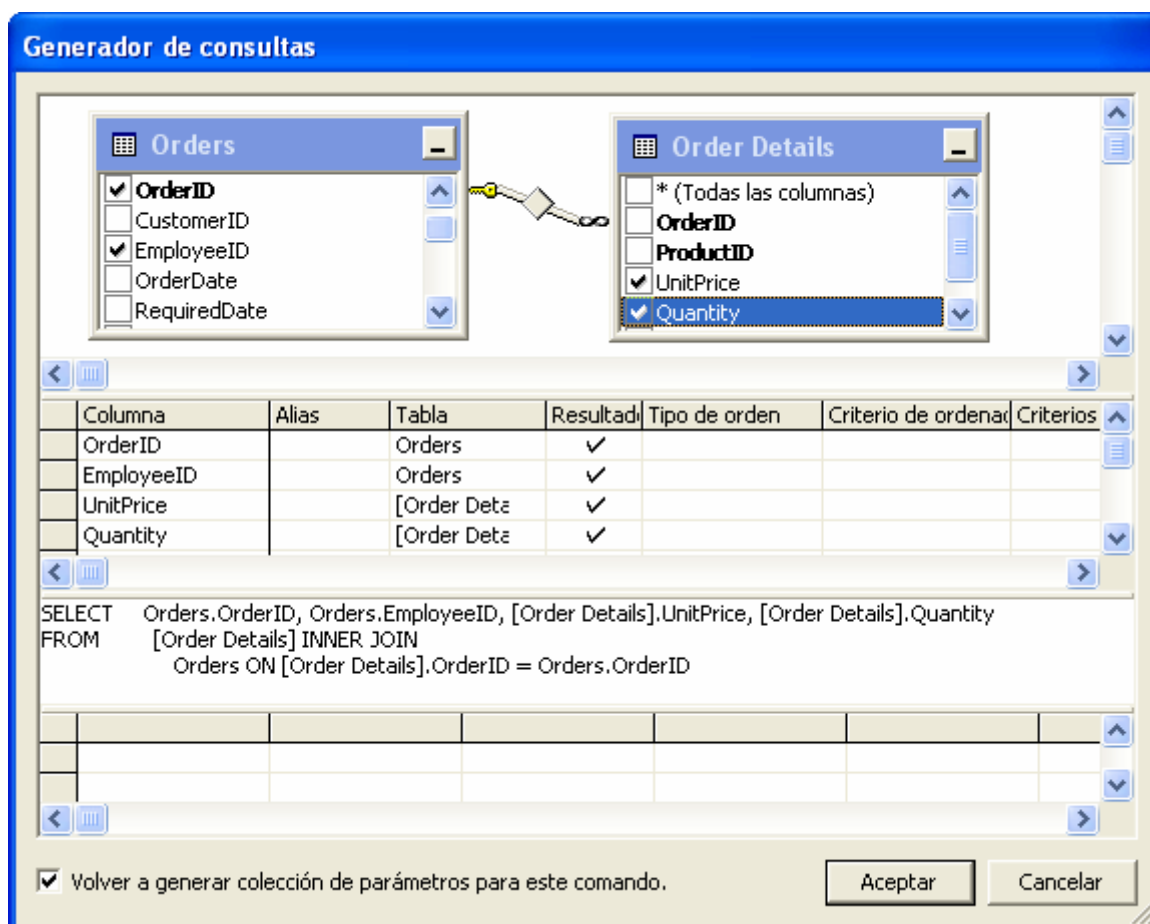 Generador de consultas
Orders
OrderID
CustomerID
EmployeeID
OrderDate
RequiredDate
Order Details
* (Todas las columnas)
OrderID
ProductID
UnitPrice
Quantity
Columna Alias Tabla Resultad Tipo de orden Criterio de ordenac Criterios
OrderID Orders
EmployeeID Orders
UnitPrice [Order Deta
Quantity [Order Deta
SELECT Orders.OrderID, Orders.EmployeeID, [Order Details].UnitPrice, [Order Details].Quantity
FROM [Order Details] INNER JOIN
Orders ON [Order Details].OrderID = Orders.OrderID
Volver a generar colección de parámetros para este comando.
Aceptar Cancelar